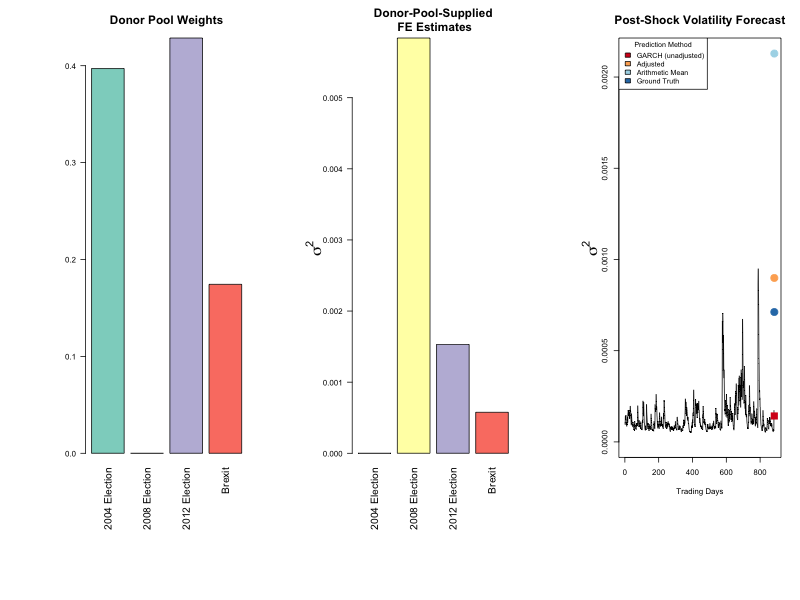 Donor Pool Weights
0.4
0.3
0.2
0.1
0.0
2004 Election
2008 Election
2012 Election
Brexit
Donor-Pool-Supplied
FE Estimates
σ²
0.005
0.004
0.003
0.002
0.001
0.000
2004 Election
2008 Election
2012 Election
Brexit
Post-Shock Volatility Forecast
Prediction Method
GARCH (unadjusted)
Adjusted
Arithmetic Mean
Ground Truth
σ²
0.0020
0.0015
0.0010
0.0005
0.0000
0
200
400
600
800
Trading Days